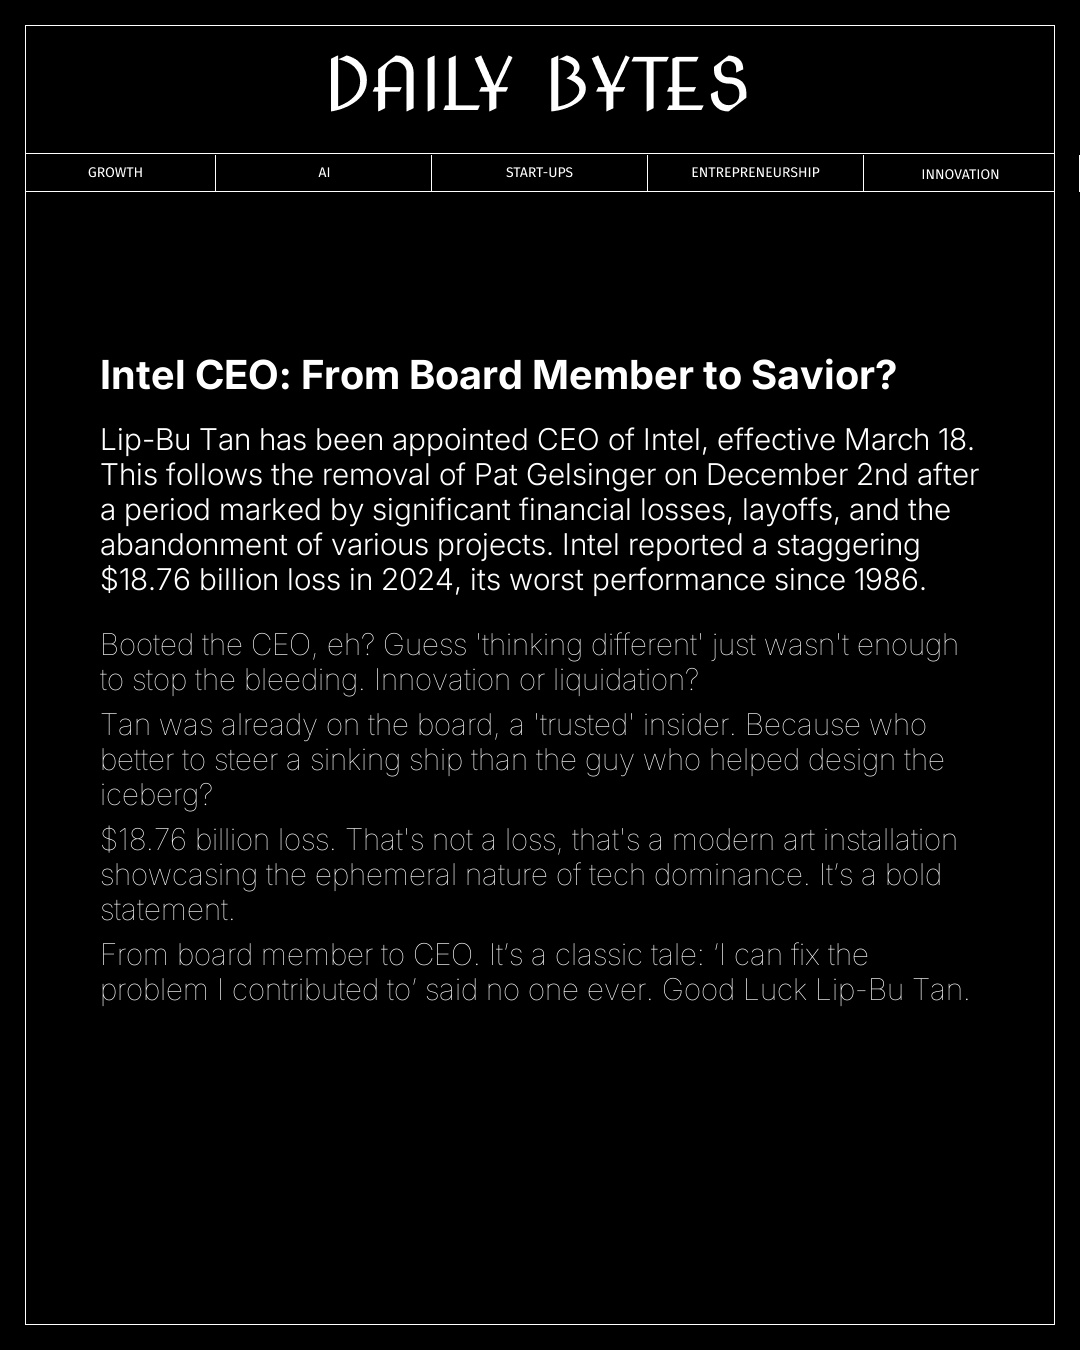 DAILY BYTES
GROWTH
AI
START-UPS
ENTREPRENEURSHIP
INNOVATION
Intel CEO: From Board Member to Savior?
Lip-Bu Tan has been appointed CEO of Intel, effective March 18.
This follows the removal of Pat Gelsinger on December 2nd after
a period marked by significant financial losses, layoffs, and the
abandonment of various projects. Intel reported a staggering
$18.76 billion loss in 2024, its worst performance since 1986.
Booted the CEO, eh? Guess 'thinking different' just wasn't enough
to stop the bleeding. Innovation or liquidation?
Tan was already on the board, a 'trusted' insider. Because who
better to steer a sinking ship than the guy who helped design the
iceberg?
$18.76 billion loss. That's not a loss, that's a modern art installation
showcasing the ephemeral nature of tech dominance. It’s a bold
statement.
From board member to CEO. It’s a classic tale: ‘I can fix the
problem I contributed to’ said no one ever. Good Luck Lip-Bu Tan.